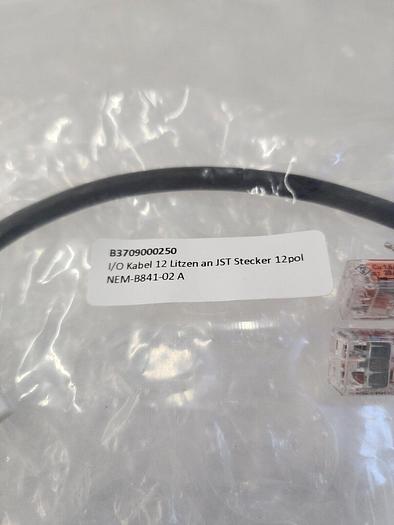 B3709000250
I/O Kabel 12 Litzen an JST Stecker 12pol
NEM-B841-02 A